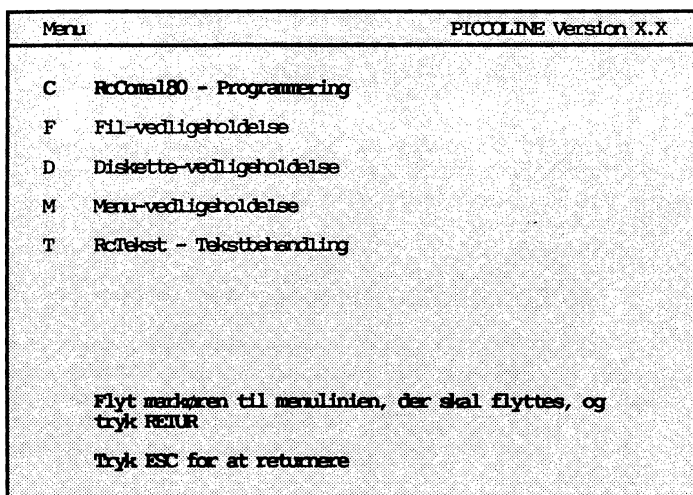 Menu PICCOLINE Version X.X
C RcComal80 - Programmering
F Fil-vedligeholdelse
D Diskette-vedligeholdelse
M Menu-vedligeholdelse
T RcTekst - Tekstbehandling
Flyt markøren til menulinien, der skal flyttes, og
tryk RETUR
Tryk ESC for at returnere